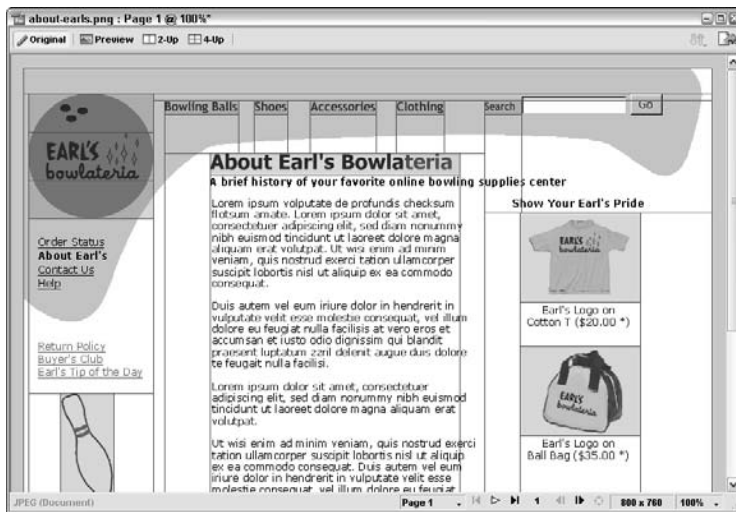 about-earls.png : Page 1 @ 100%*
Original Preview 2-Up 4-Up
Bowling Balls Shoes Accessories Clothing Search Go
EARL'S
bowlateria
About Earl's Bowlateria
A brief history of your favorite online bowling supplies center
Order Status
About Earl's
Contact Us
Help
Return Policy
Buyer's Club
Earl's Tip of the Day
Lorem ipsum volputate de profundis checksum
flotsum amate. Lorem ipsum dolor sit amet,
consectetuer adipiscing elit, sed diam nonummy
nibh euismod tincidunt ut laoreet dolore magna
aliquam erat volutpat. Ut wisi enim ad minim
veniam, quis nostrud exerci tation ullamcorper
suscipit lobortis nisl ut aliquip ex ea commodo
consequat.
Duis autem vel eum iriure dolor in hendrerit in
vulputate velit esse molestie consequat, vel illum
dolore eu feugiat nulla facilisis at vero eros et
accumsan et iusto odio dignissim qui blandit
praesent luptatum zzril delenit augue duis dolore
te feugait nulla facilisi.
Lorem ipsum dolor sit amet, consectetuer
adipiscing elit, sed diam nonummy nibh euismod
tincidunt ut laoreet dolore magna aliquam erat
volutpat.
Ut wisi enim ad minim veniam, quis nostrud exerci
tation ullamcorper suscipit lobortis nisl ut aliquip
ex ea commodo consequat. Duis autem vel eum
iriure dolor in hendrerit in vulputate velit esse
molestie consequat, vel illum dolore eu feugiat
Show Your Earl's Pride
EARL'S
bowlateria
Earl's Logo on
Cotton T ($20.00 *)
EARL'S
bowlateria
Earl's Logo on
Ball Bag ($35.00 *)
JPEG (Document) Page 1 1 800 x 760 100%